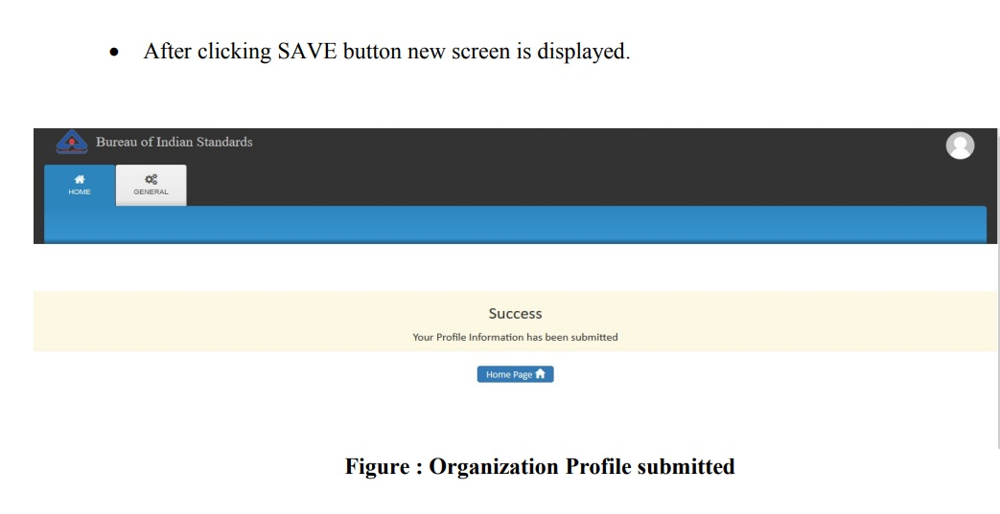 • After clicking SAVE button new screen is displayed.
Bureau of Indian Standards
HOME
GENERAL
Success
Your Profile Information has been submitted
Home Page
Figure : Organization Profile submitted